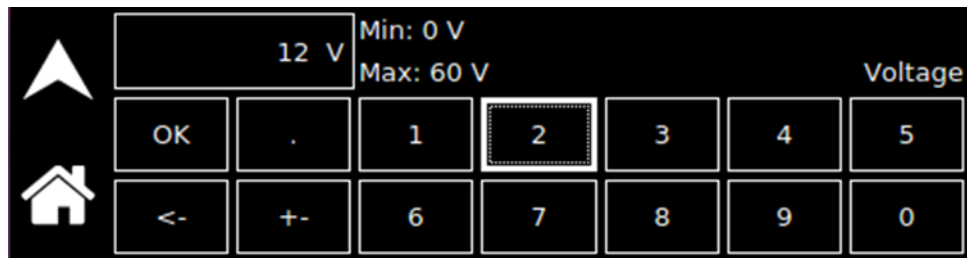 12 V
Min: 0 V
Max: 60 V
Voltage
OK . 1 2 3 4 5
<- +- 6 7 8 9 0